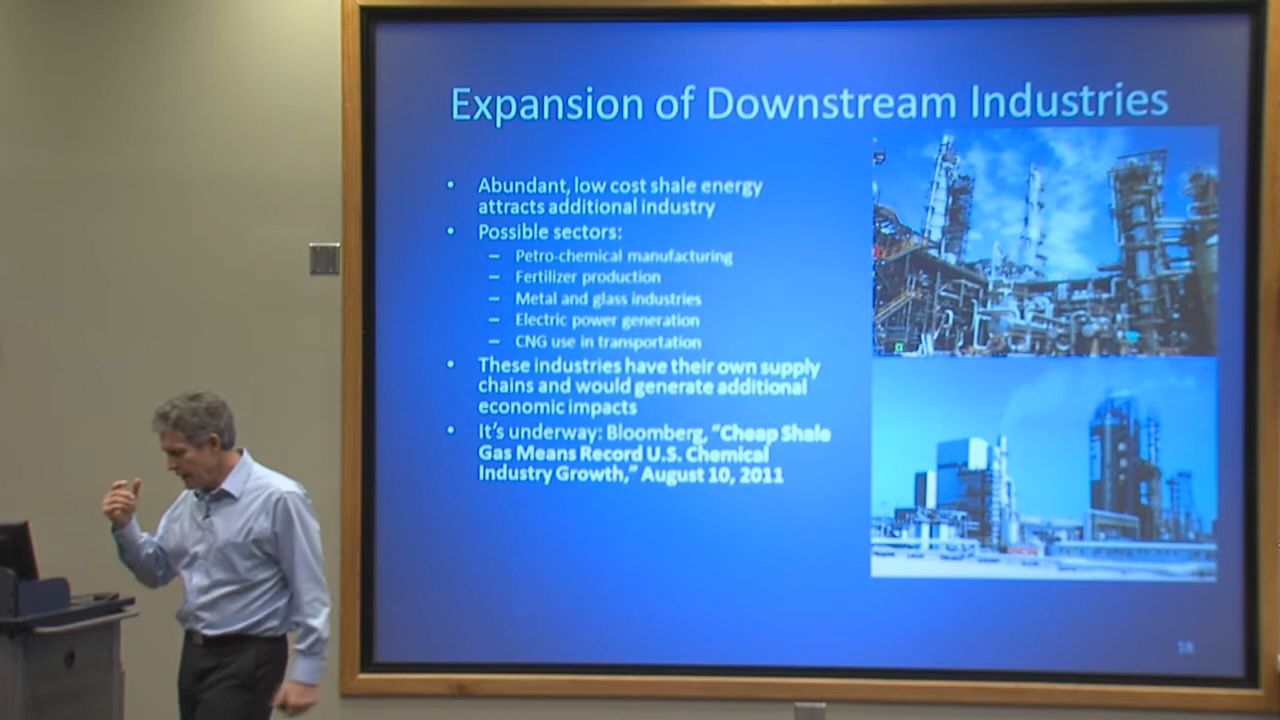 Expansion of Downstream Industries
• Abundant, low cost shale energy
attracts additional industry
• Possible sectors:
– Petro-chemical manufacturing
– Fertilizer production
– Metal and glass industries
– Electric power generation
– CNG use in transportation
• These industries have their own supply
chains and would generate additional
economic impacts
• It's underway: Bloomberg, "Cheap Shale
Gas Means Record U.S. Chemical
Industry Growth," August 10, 2011
18